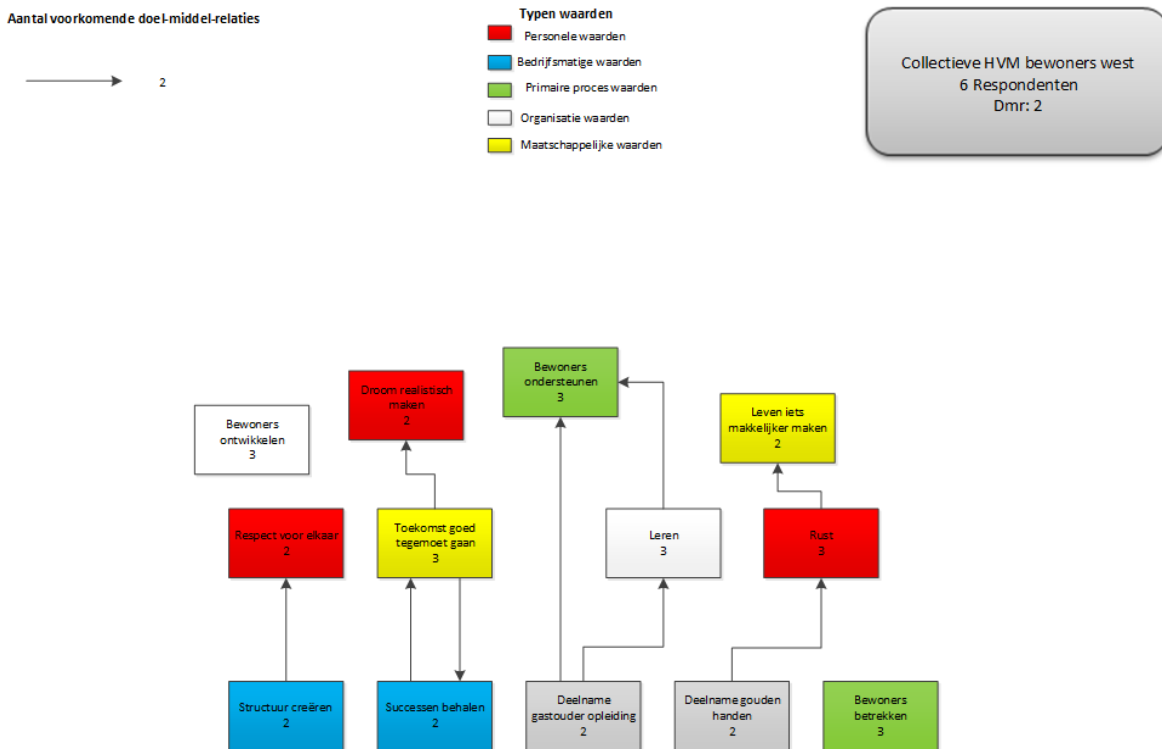 Aantal voorkomende doel-middel-relaties
2
Typen waarden
Personele waarden
Bedrijfsmatige waarden
Primaire proces waarden
Organisatie waarden
Maatschappelijke waarden
Collectieve HVM bewoners west
6 Respondenten
Dmr: 2
Bewoners
ondersteunen
3
Droom realistisch
maken
2
Leven iets
makkelijker maken
2
Bewoners
ontwikkelen
3
Respect voor elkaar
2
Toekomst goed
tegemoet gaan
3
Leren
3
Rust
3
Structuur creëren
2
Successen behalen
2
Deelname
gastouder opleiding
2
Deelname gouden
handen
2
Bewoners
betrekken
3